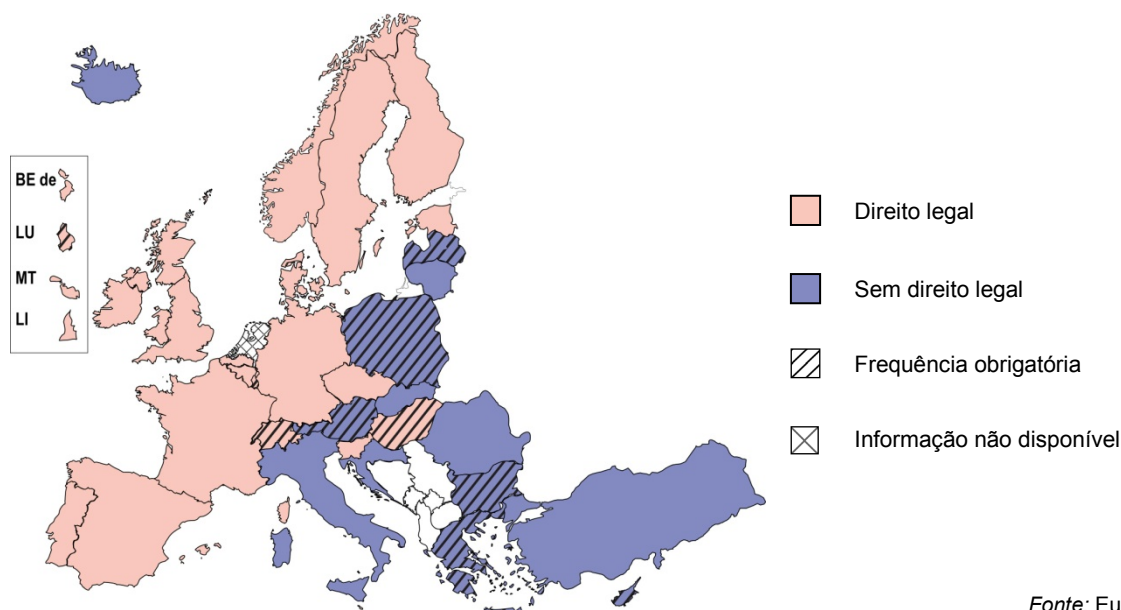 BE de
LU
MT
LI
Direito legal
Sem direito legal
Frequência obrigatória
Informação não disponível
Fonte: Eu